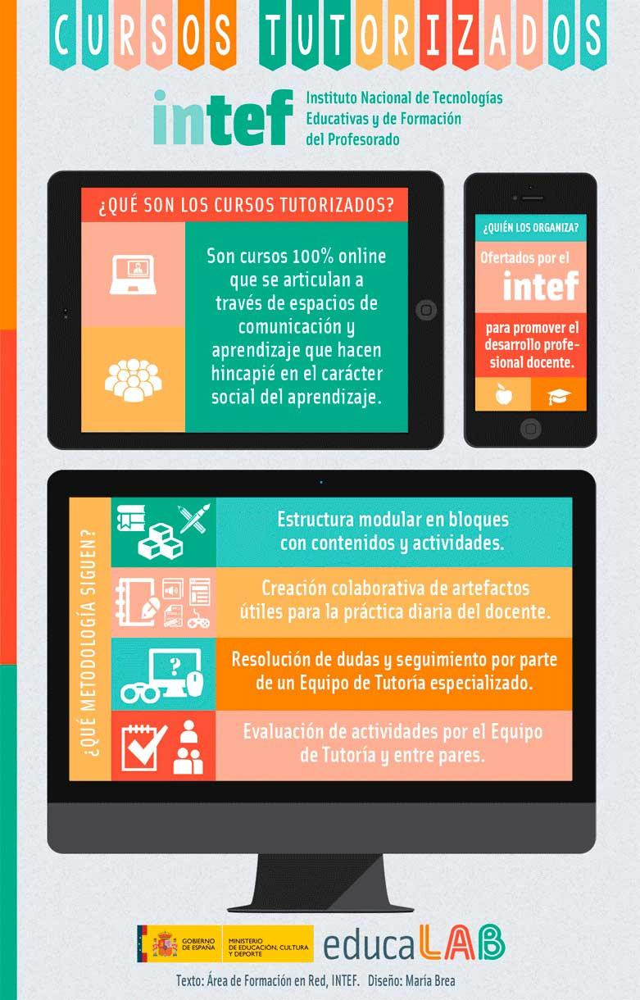 CURSOS TUTORIZADOS
intef
Instituto Nacional de Tecnologías
Educativas y de Formación
del Profesorado
¿QUÉ SON LOS CURSOS TUTORIZADOS?
Son cursos 100% online
que se articulan a
través de espacios de
comunicación y
aprendizaje que hacen
hincapié en el carácter
social del aprendizaje.
¿QUIÉN LOS ORGANIZA?
Ofertados por el
intef
para promover el
desarrollo profe-
sional docente.
¿QUÉ METODOLOGÍA SIGUEN?
Estructura modular en bloques
con contenidos y actividades.
Creación colaborativa de artefactos
útiles para la práctica diaria del docente.
?
Resolución de dudas y seguimiento por parte
de un Equipo de Tutoría especializado.
Evaluación de actividades por el Equipo
de Tutoría y entre pares.
GOBIERNO
DE ESPAÑA
MINISTERIO
DE EDUCACIÓN, CULTURA
Y DEPORTE
educaLAB
Texto: Área de Formación en Red, INTEF. Diseño: María Brea